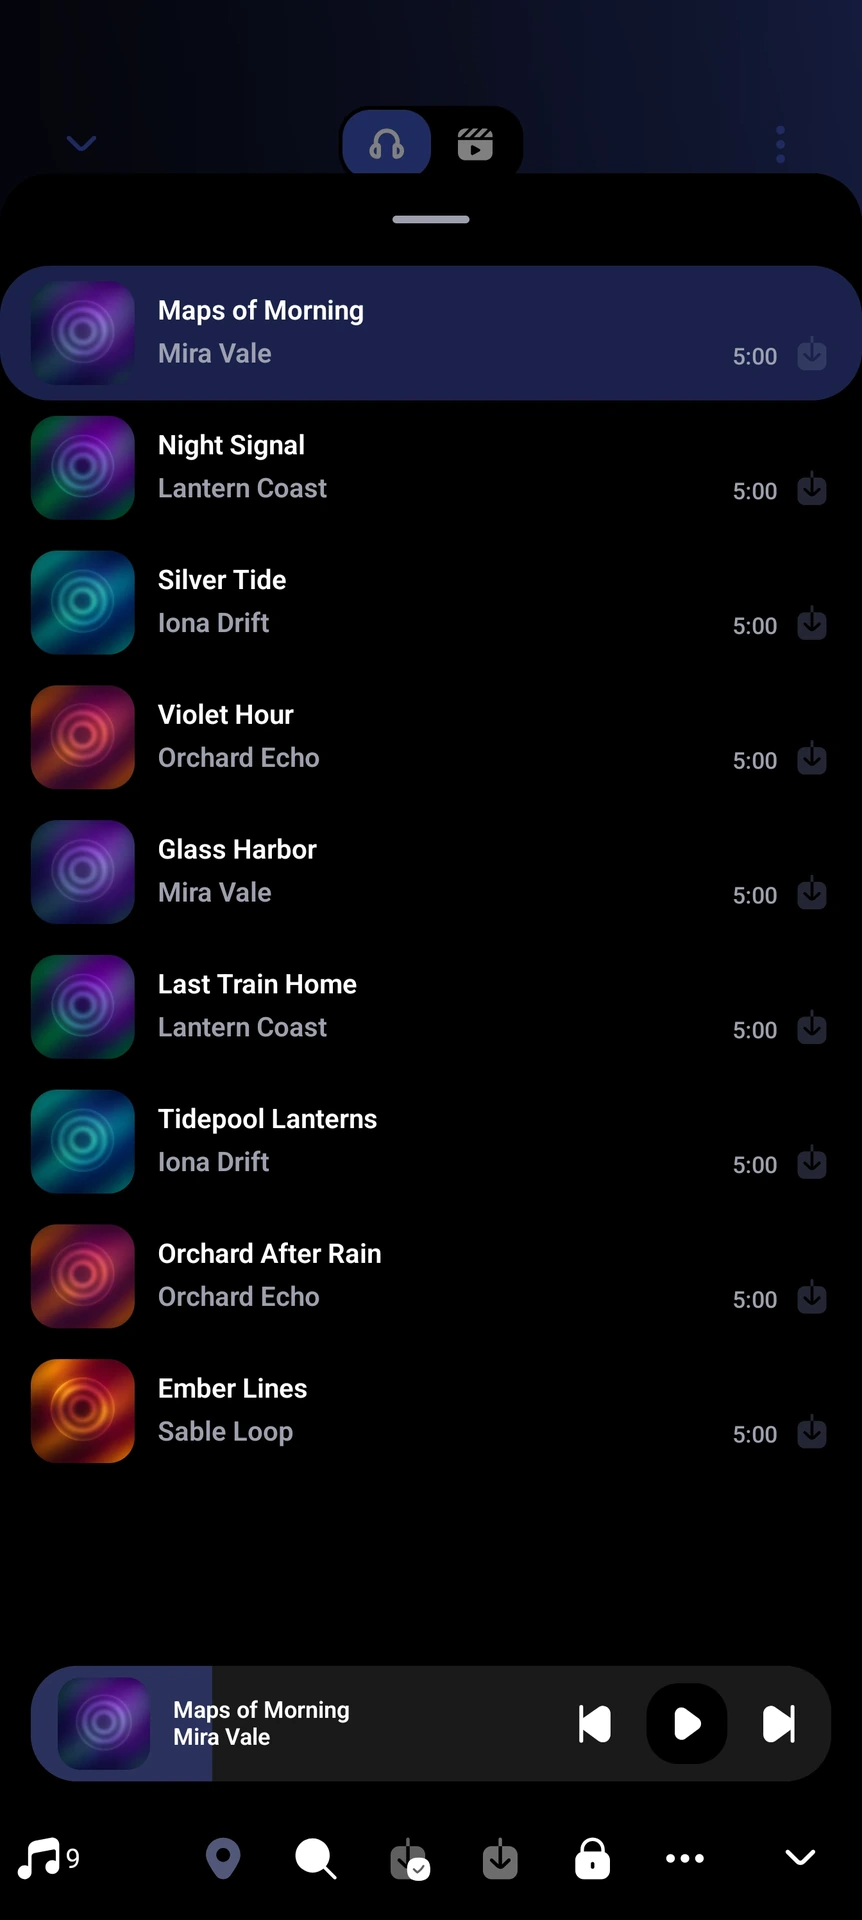 Maps of Morning
Mira Vale
5:00
Night Signal
Lantern Coast
5:00
Silver Tide
Iona Drift
5:00
Violet Hour
Orchard Echo
5:00
Glass Harbor
Mira Vale
5:00
Last Train Home
Lantern Coast
5:00
Tidepool Lanterns
Iona Drift
5:00
Orchard After Rain
Orchard Echo
5:00
Ember Lines
Sable Loop
5:00
Maps of Morning
Mira Vale
9